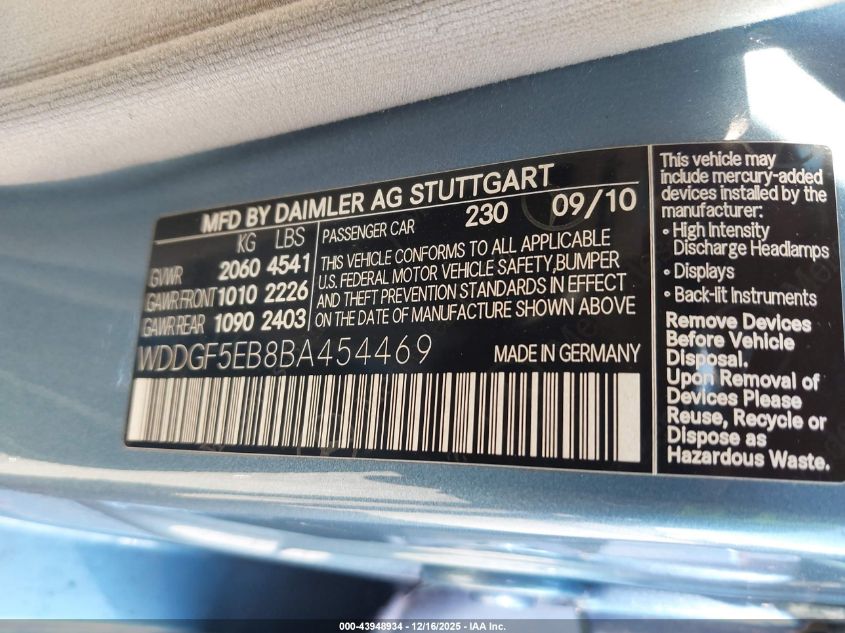 MFD BY DAIMLER AG STUTTGART
KG LBS
GVWR 2060 4541
GAWR FRONT 1010 2226
GAWR REAR 1090 2403
PASSENGER CAR 230 09/10
THIS VEHICLE CONFORMS TO ALL APPLICABLE
U.S. FEDERAL MOTOR VEHICLE SAFETY,BUMPER
AND THEFT PREVENTION STANDARDS IN EFFECT
ON THE DATE OF MANUFACTURE SHOWN ABOVE
WDDGF5EB8BA454469 MADE IN GERMANY
This vehicle may
include mercury-added
devices installed by the
manufacturer:
• High Intensity
Discharge Headlamps
• Displays
• Back-lit Instruments
Remove Devices
Before Vehicle
Disposal.
Upon Removal of
Devices Please
Reuse, Recycle or
Dispose as
Hazardous Waste.
000-43948934 - 12/16/2025 - IAA Inc.